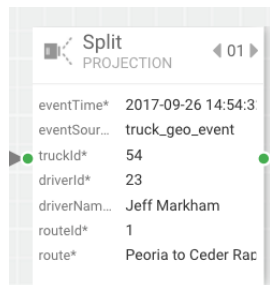 Split
01
PROJECTION
eventTime* 2017-09-26 14:54:3
eventSour... truck_geo_event
truckId* 54
driverId* 23
driverNam... Jeff Markham
routeId* 1
route* Peoria to Ceder Rap